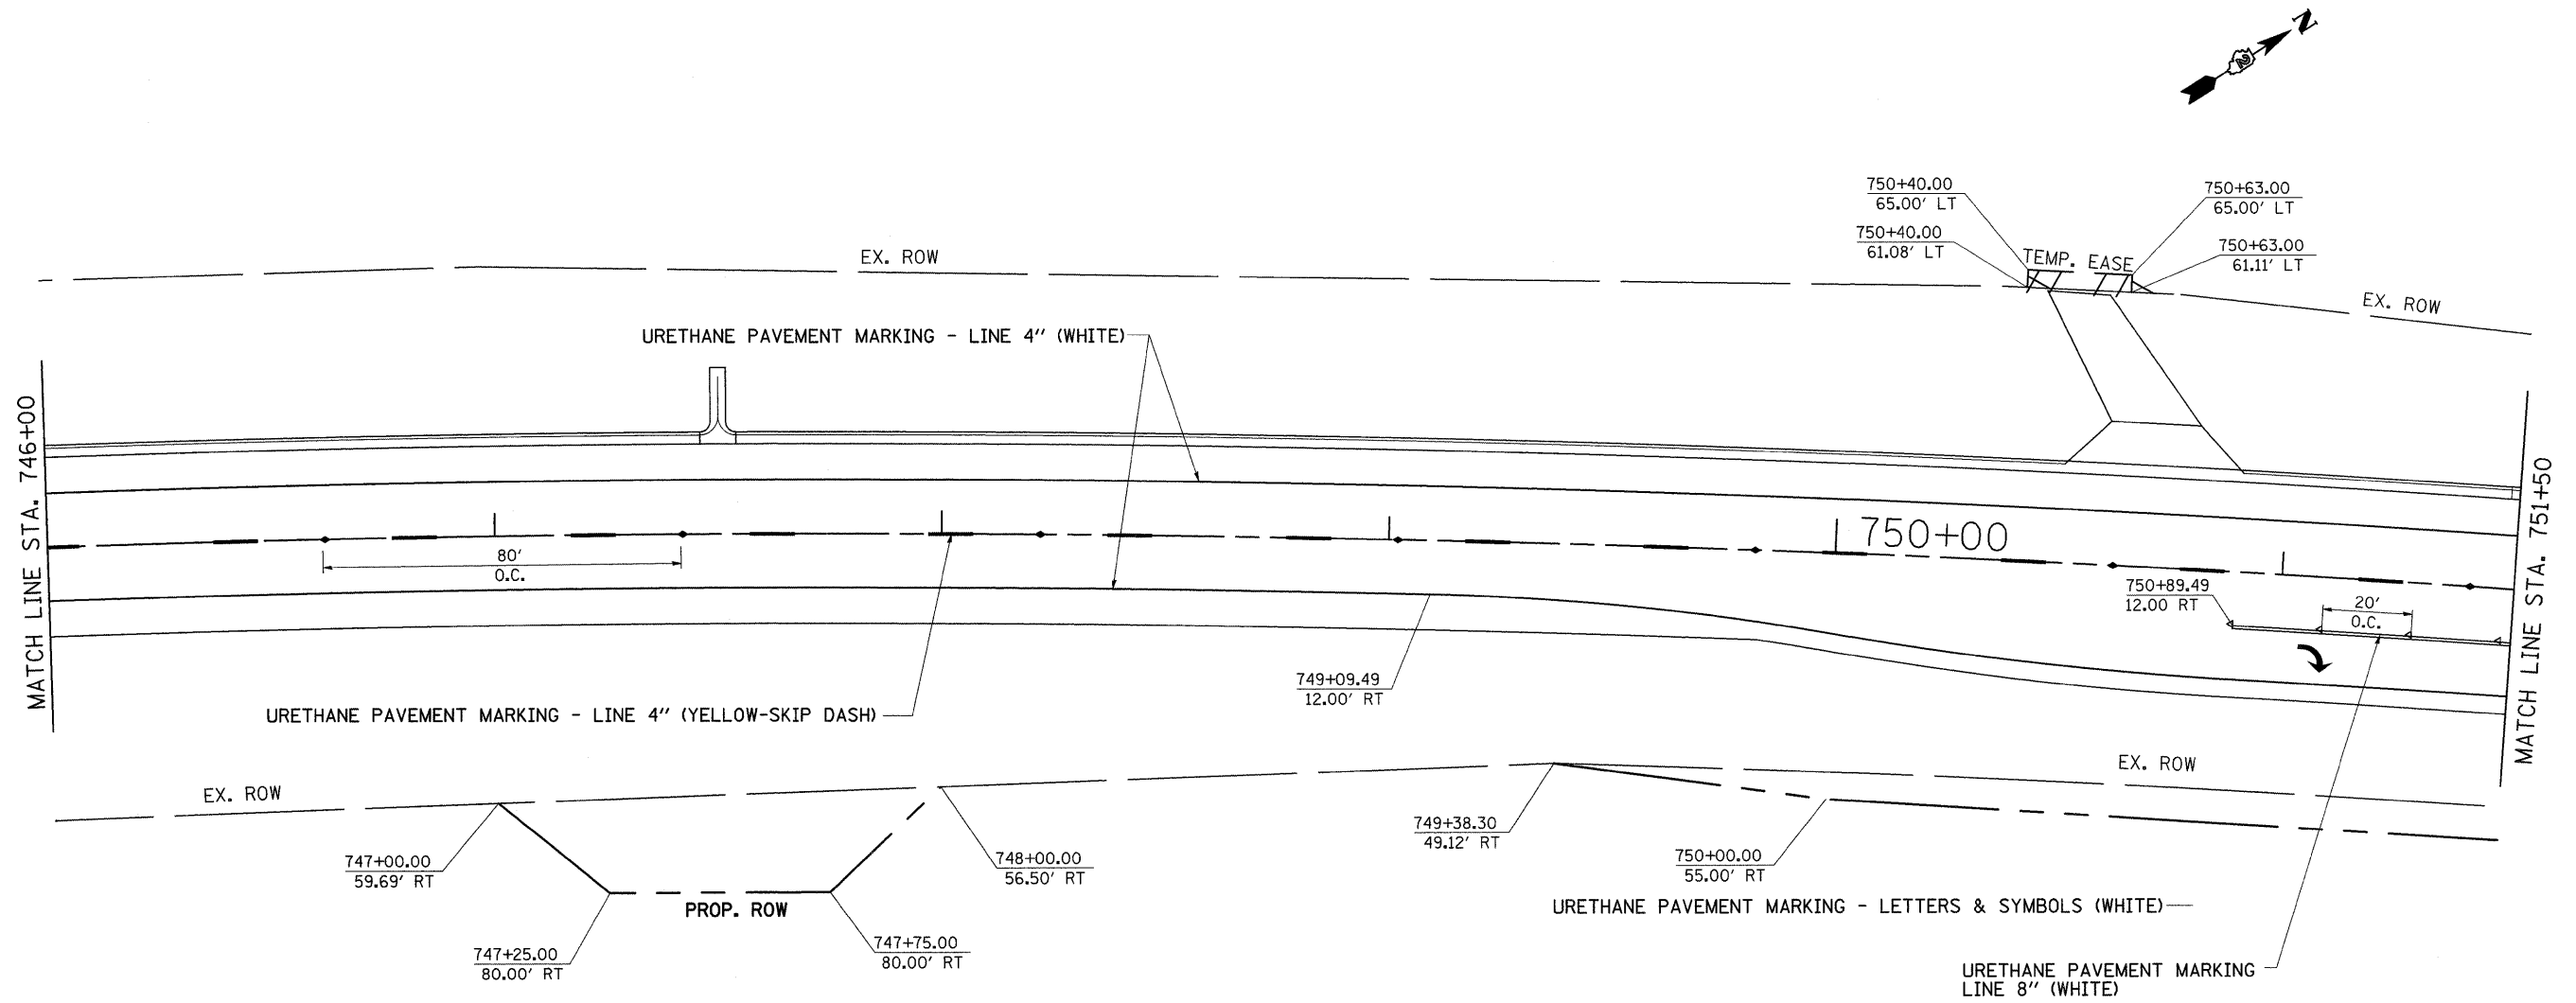 N
2
750+40.00
65.00' LT
750+63.00
65.00' LT
750+40.00
61.08' LT
750+63.00
61.11' LT
TEMP. EASE
EX. ROW
EX. ROW
URETHANE PAVEMENT MARKING - LINE 4" (WHITE)
MATCH LINE STA. 746+00
MATCH LINE STA. 751+50
750+00
80'
O.C.
750+89.49
12.00 RT
20'
O.C.
749+09.49
12.00' RT
URETHANE PAVEMENT MARKING - LINE 4" (YELLOW-SKIP DASH)
EX. ROW
EX. ROW
747+00.00
59.69' RT
748+00.00
56.50' RT
749+38.30
49.12' RT
750+00.00
55.00' RT
PROP. ROW
URETHANE PAVEMENT MARKING - LETTERS & SYMBOLS (WHITE)
747+25.00
80.00' RT
747+75.00
80.00' RT
URETHANE PAVEMENT MARKING
LINE 8" (WHITE)